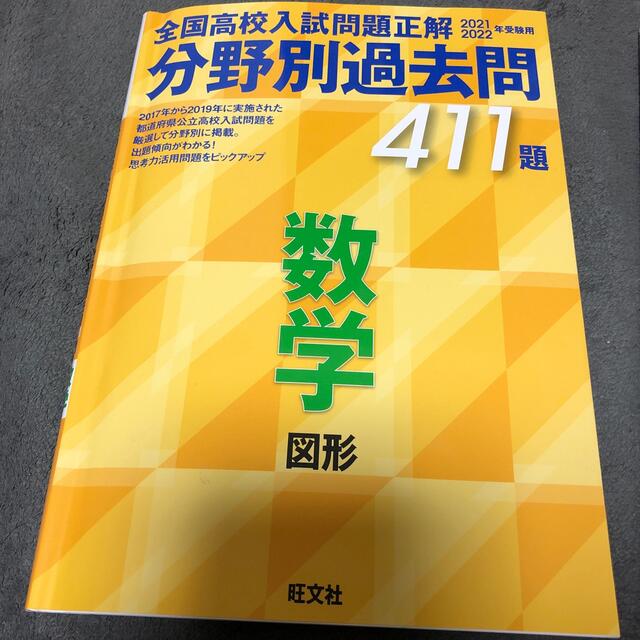 全国高校入試問題正解 2021 2022 年受験用
分野別過去問
411題
2017年から2019年に実施された
都道府県公立高校入試問題を
厳選して分野別に掲載。
出題傾向がわかる!
思考力活用問題をピックアップ
数学
図形
旺文社